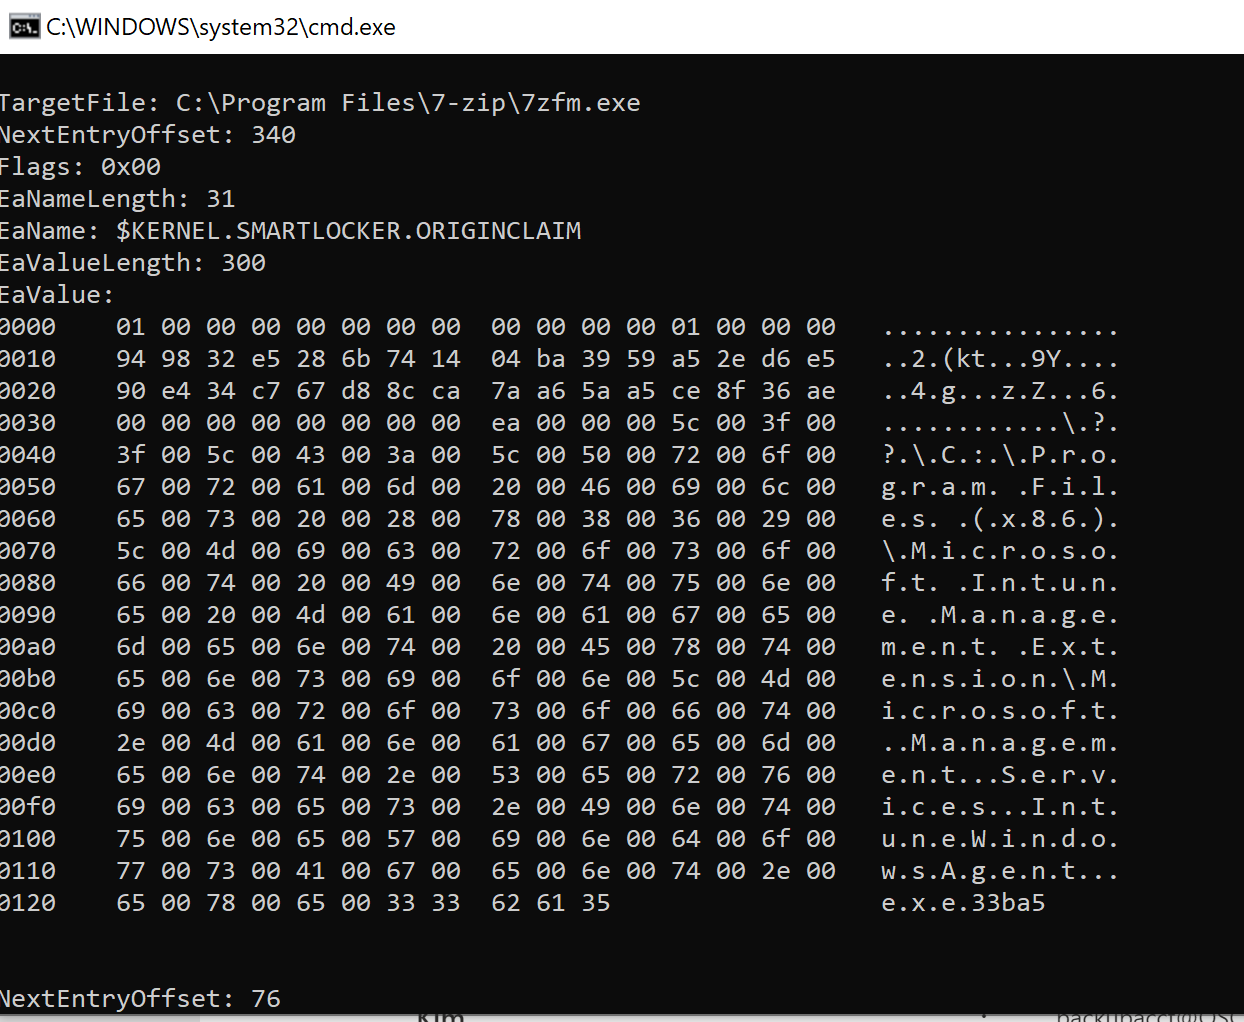 C:\WINDOWS\system32\cmd.exe
TargetFile: C:\Program Files\7-zip\7zfm.exe
NextEntryOffset: 340
Flags: 0x00
EaNameLength: 31
EaName: $KERNEL.SMARTLOCKER.ORIGINCLAIM
EaValueLength: 300
EaValue:
0000    01 00 00 00 00 00 00 00  00 00 00 00 01 00 00 00   ................
0010    94 98 32 e5 28 6b 74 14  04 ba 39 59 a5 2e d6 e5   ..2.(kt...9Y....
0020    90 e4 34 c7 67 d8 8c ca  7a a6 5a a5 ce 8f 36 ae   ..4.g...z.Z...6.
0030    00 00 00 00 00 00 00 00  ea 00 00 00 5c 00 3f 00   ............\.?.
0040    3f 00 5c 00 43 00 3a 00  5c 00 50 00 72 00 6f 00   ?.\.C.:.\.P.r.o.
0050    67 00 72 00 61 00 6d 00  20 00 46 00 69 00 6c 00   g.r.a.m. .F.i.l.
0060    65 00 73 00 20 00 28 00  78 00 38 00 36 00 29 00   e.s. .(.x.8.6.).
0070    5c 00 4d 00 69 00 63 00  72 00 6f 00 73 00 6f 00   \.M.i.c.r.o.s.o.
0080    66 00 74 00 20 00 49 00  6e 00 74 00 75 00 6e 00   f.t. .I.n.t.u.n.
0090    65 00 20 00 4d 00 61 00  6e 00 61 00 67 00 65 00   e. .M.a.n.a.g.e.
00a0    6d 00 65 00 6e 00 74 00  20 00 45 00 78 00 74 00   m.e.n.t. .E.x.t.
00b0    65 00 6e 00 73 00 69 00  6f 00 6e 00 5c 00 4d 00   e.n.s.i.o.n.\.M.
00c0    69 00 63 00 72 00 6f 00  73 00 6f 00 66 00 74 00   i.c.r.o.s.o.f.t.
00d0    2e 00 4d 00 61 00 6e 00  61 00 67 00 65 00 6d 00   ..M.a.n.a.g.e.m.
00e0    65 00 6e 00 74 00 2e 00  53 00 65 00 72 00 76 00   e.n.t...S.e.r.v.
00f0    69 00 63 00 65 00 73 00  2e 00 49 00 6e 00 74 00   i.c.e.s...I.n.t.
0100    75 00 6e 00 65 00 57 00  69 00 6e 00 64 00 6f 00   u.n.e.W.i.n.d.o.
0110    77 00 73 00 41 00 67 00  65 00 6e 00 74 00 2e 00   w.s.A.g.e.n.t...
0120    65 00 78 00 65 00 33 33  62 61 35                  e.x.e.33ba5
NextEntryOffset: 76